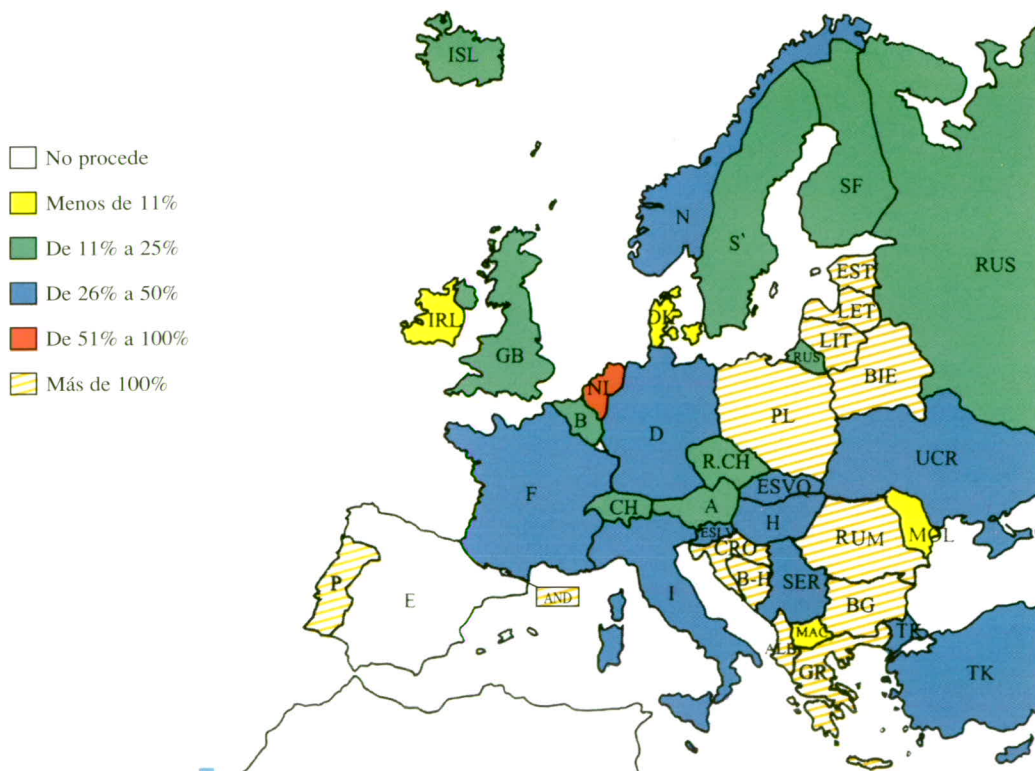 ISL
No procede
Menos de 11%
De 11% a 25%
De 26% a 50%
De 51% a 100%
Más de 100%
SF
N
S`
RUS
EST
LET
LIT
RUS
BIE
IRL
DK
GB
NL
B
D
PL
R.CH
UCR
ESVQ
F
CH
A
H
ESLV
CRO
RUM
MOL
B-H
SER
P
E
AND
I
BG
MAC
TK
ALB
GR
TK